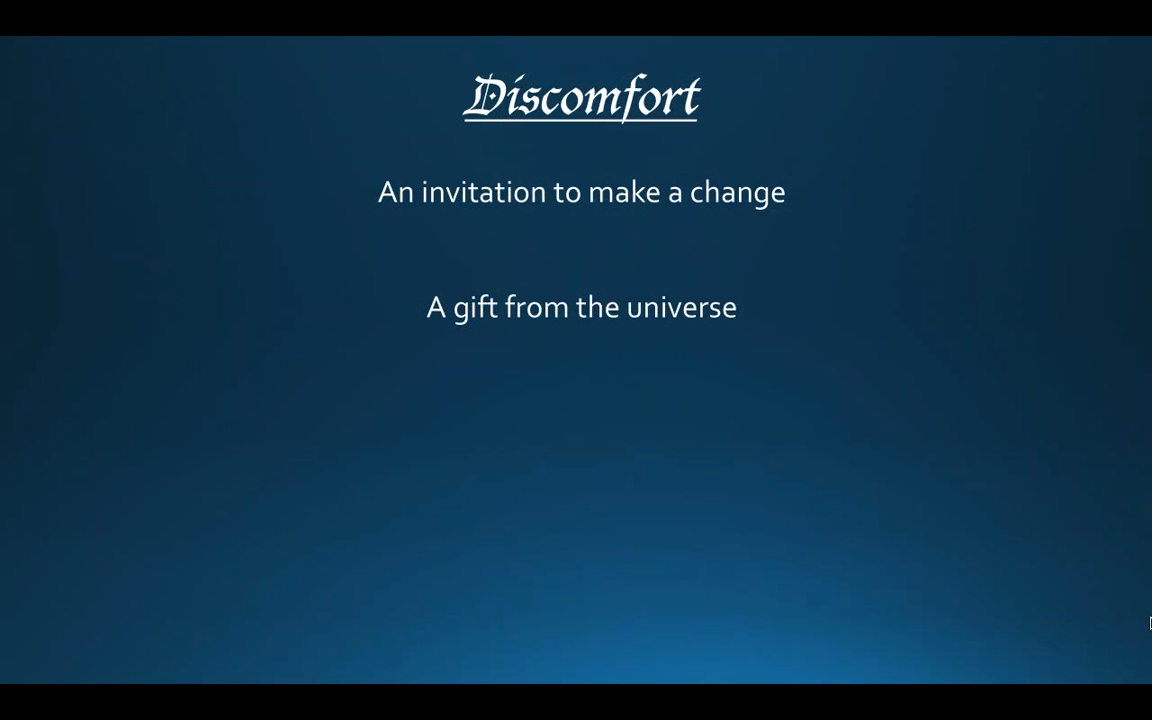 Discomfort
An invitation to make a change
A gift from the universe